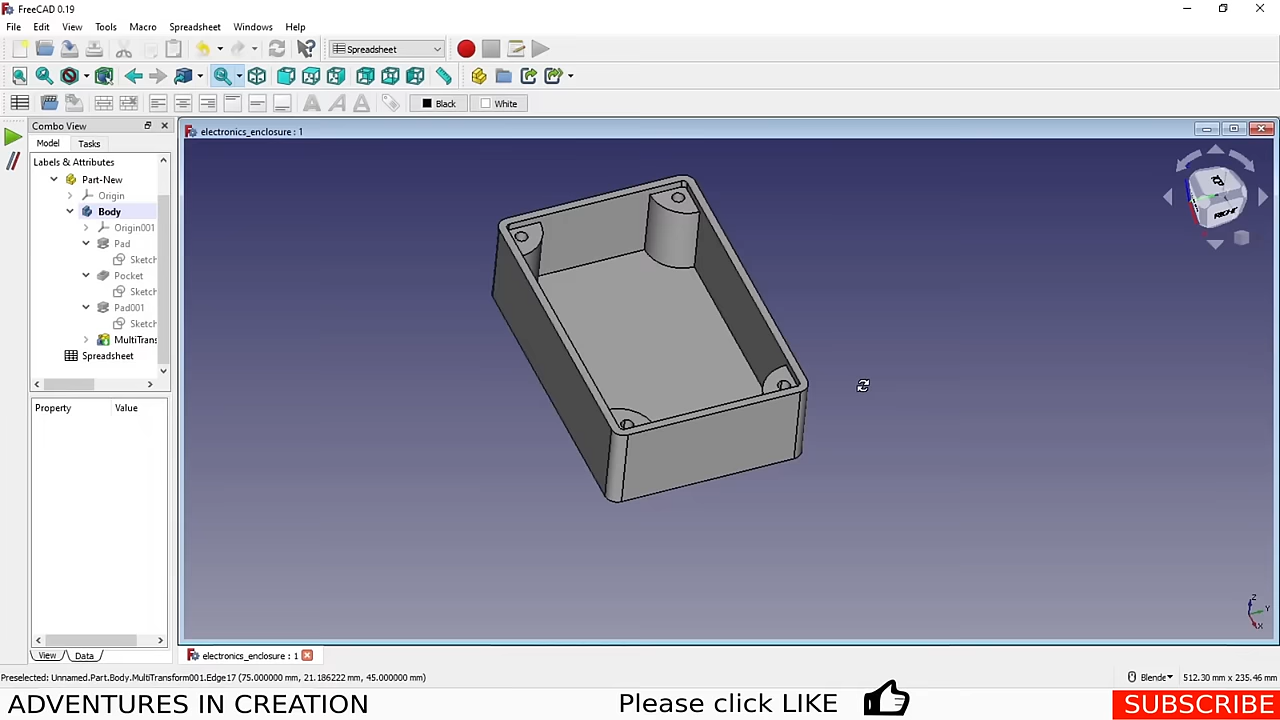 FreeCAD 0.19
File Edit View Tools Macro Spreadsheet Windows Help
Spreadsheet
Black White
Combo View
electronics_enclosure : 1
Model Tasks
Labels & Attributes
Part-New
Origin
Body
Origin001
Pad
Sketch
Pocket
Sketch
Pad001
Sketch
MultiTrans
Spreadsheet
RIGHT
Property Value
View Data
Z
Y
X
electronics_enclosure : 1
Preselected: Unnamed.Part.Body.MultiTransform001.Edge17 (75.000000 mm, 21.186222 mm, 45.000000 mm)
Blende
512.30 mm x 235.46 mm
ADVENTURES IN CREATION
Please click LIKE
SUBSCRIBE